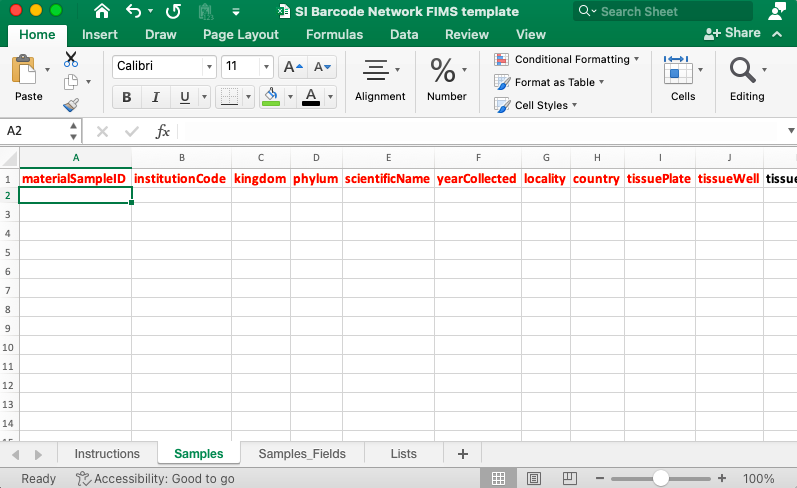 SI Barcode Network FIMS template
Search Sheet
Home Insert Draw Page Layout Formulas Data Review View Share
Paste
Calibri 11 A A
B I U A
Alignment
%
Number
Conditional Formatting
Format as Table
Cell Styles
Cells
Editing
A2 fx
A B C D E F G H I J
1 materialSampleID institutionCode kingdom phylum scientificName yearCollected locality country tissuePlate tissueWell tissue
2
3
4
5
6
7
8
9
10
11
12
13
14
15
Instructions Samples Samples_Fields Lists +
Ready Accessibility: Good to go − + 100%